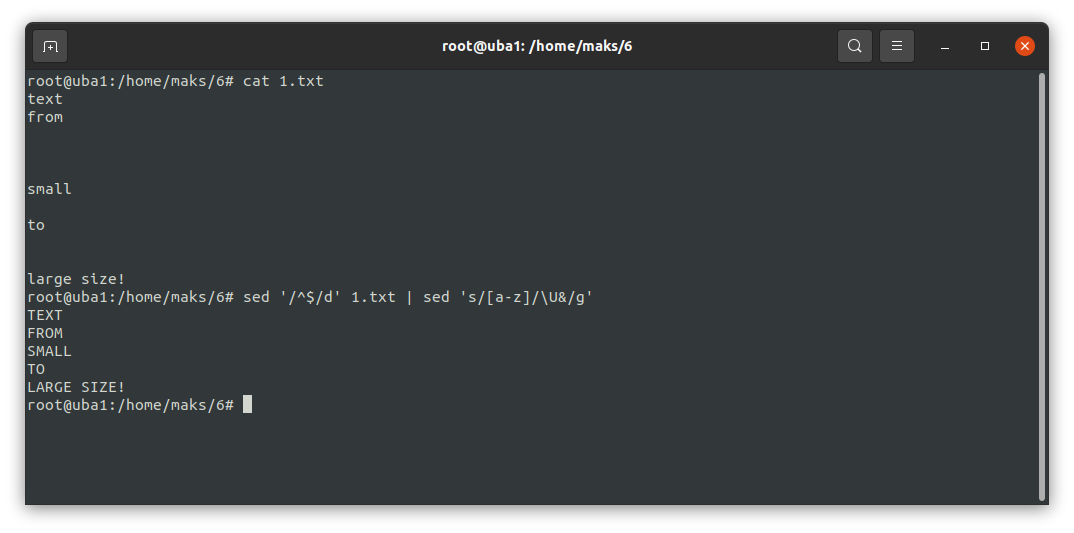 root@uba1: /home/maks/6
root@uba1:/home/maks/6# cat 1.txt
text
from
small
to
large size!
root@uba1:/home/maks/6# sed '/^$/d' 1.txt | sed 's/[a-z]/\U&/g'
TEXT
FROM
SMALL
TO
LARGE SIZE!
root@uba1:/home/maks/6#